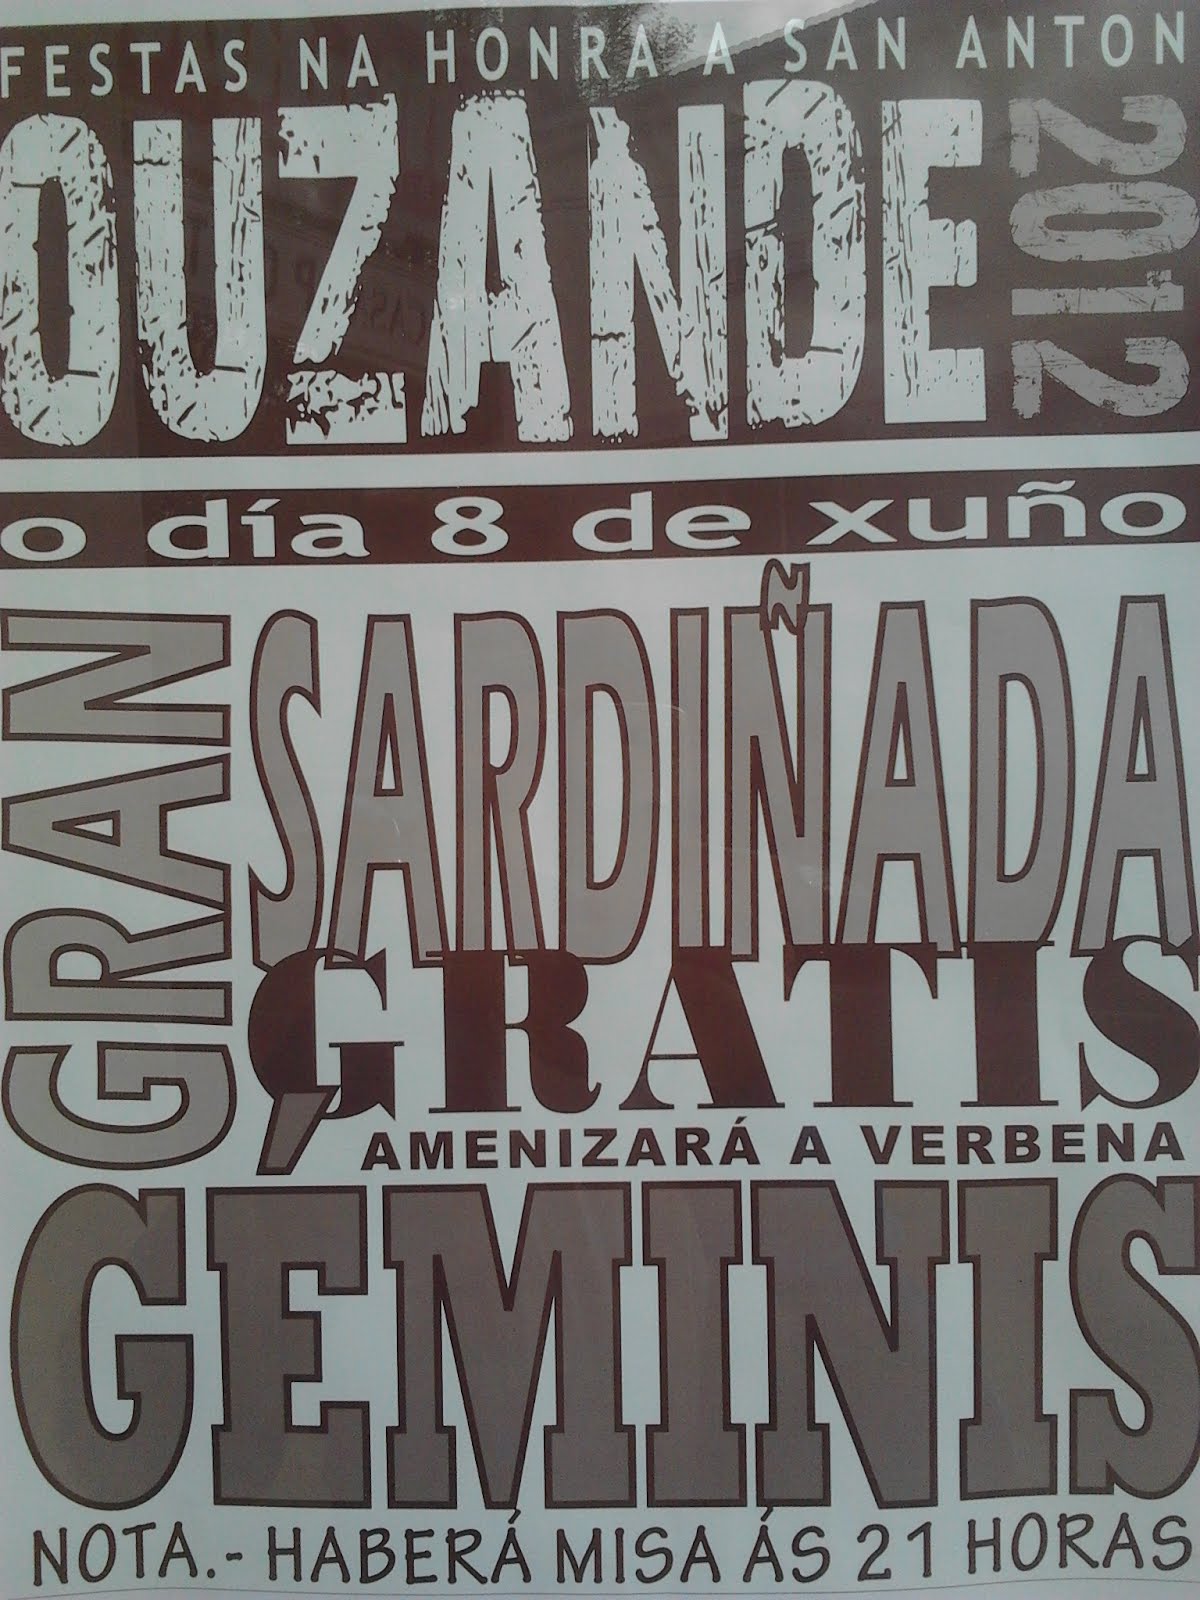 FESTAS NA HONRA A SAN ANTON
OUZANDE
2012
o día 8 de xuño
GRAN
SARDIÑADA
GRATIS
AMENIZARÁ A VERBENA
GÉMINIS
NOTA.- HABERÁ MISA ÁS 21 HORAS